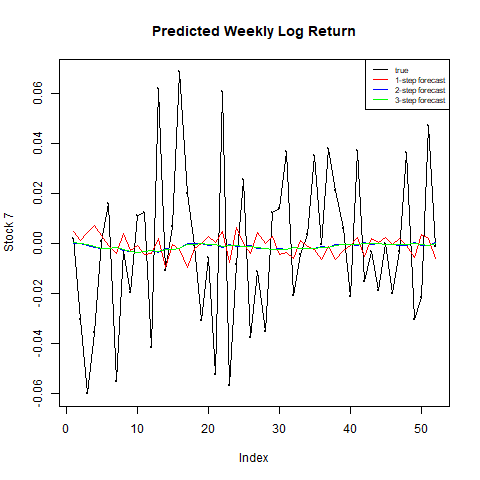 Predicted Weekly Log Return
true
1-step forecast
2-step forecast
3-step forecast
Stock 7
0.06
0.04
0.02
0.00
-0.02
-0.04
-0.06
0 10 20 30 40 50
Index